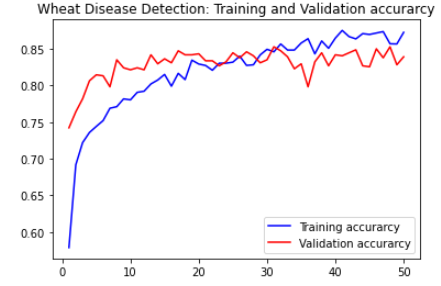 Wheat Disease Detection: Training and Validation accurarcy
0.85
0.80
0.75
0.70
0.65
0.60
Training accurarcy
Validation accurarcy
0 10 20 30 40 50